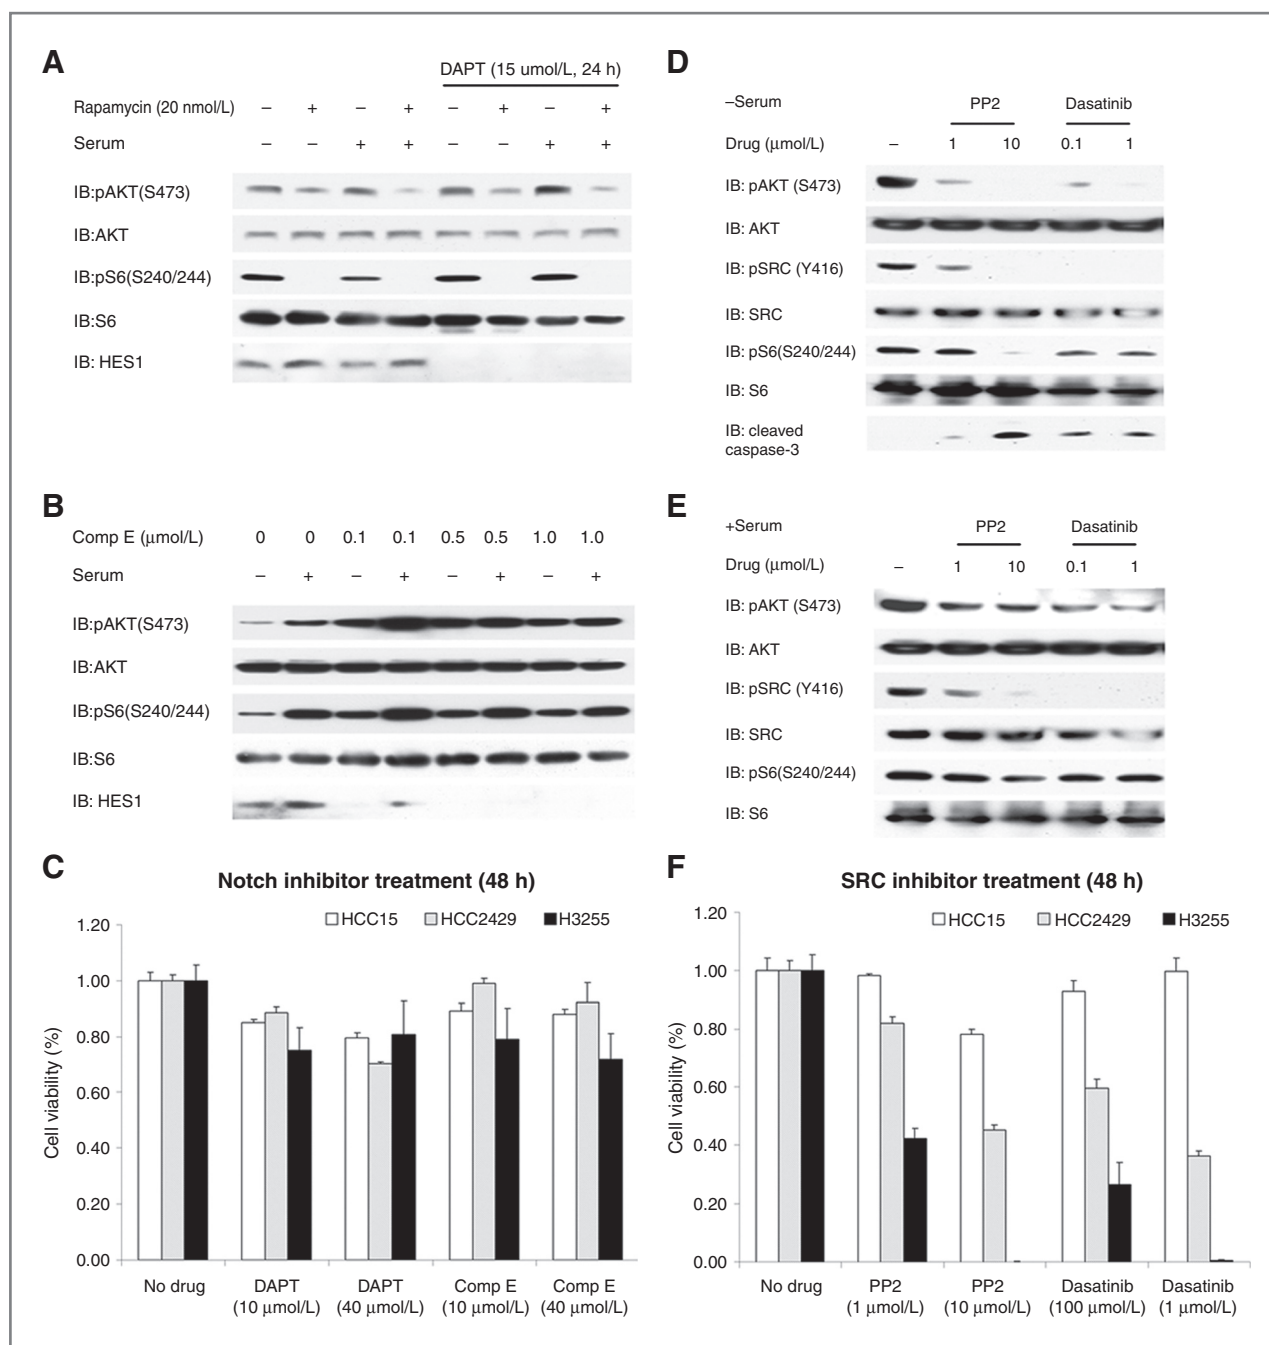 A
DAPT (15 umol/L, 24 h)
Rapamycin (20 nmol/L) – + – + – + – +
Serum – – + + – – + +
IB:pAKT(S473)
IB:AKT
IB:pS6(S240/244)
IB:S6
IB: HES1
B
Comp E (μmol/L) 0 0 0.1 0.1 0.5 0.5 1.0 1.0
Serum – + – + – + – +
IB:pAKT(S473)
IB:AKT
IB:pS6(S240/244)
IB:S6
IB: HES1
C
Notch inhibitor treatment (48 h)
HCC15 HCC2429 H3255
1.20
1.00
0.80
0.60
0.40
0.20
0.00
Cell viability (%)
No drug
DAPT
(10 μmol/L)
DAPT
(40 μmol/L)
Comp E
(10 μmol/L)
Comp E
(40 μmol/L)
D
–Serum
PP2 Dasatinib
Drug (μmol/L) – 1 10 0.1 1
IB: pAKT (S473)
IB: AKT
IB: pSRC (Y416)
IB: SRC
IB: pS6(S240/244)
IB: S6
IB: cleaved
caspase-3
E
+Serum
PP2 Dasatinib
Drug (μmol/L) – 1 10 0.1 1
IB: pAKT (S473)
IB: AKT
IB: pSRC (Y416)
IB: SRC
IB: pS6(S240/244)
IB: S6
F
SRC inhibitor treatment (48 h)
HCC15 HCC2429 H3255
1.20
1.00
0.80
0.60
0.40
0.20
0.00
Cell viability (%)
No drug
PP2
(1 μmol/L)
PP2
(10 μmol/L)
Dasatinib
(100 μmol/L)
Dasatinib
(1 μmol/L)